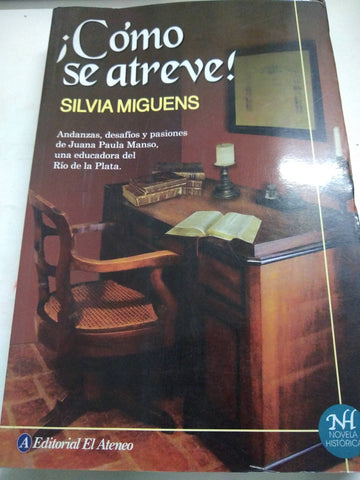 ¡Cómo
se atreve!
SILVIA MIGUENS
Andanzas, desafíos y pasiones
de Juana Paula Manso,
una educadora del
Río de la Plata.
A Editorial El Ateneo
NH
NOVELA
HISTÓRICA